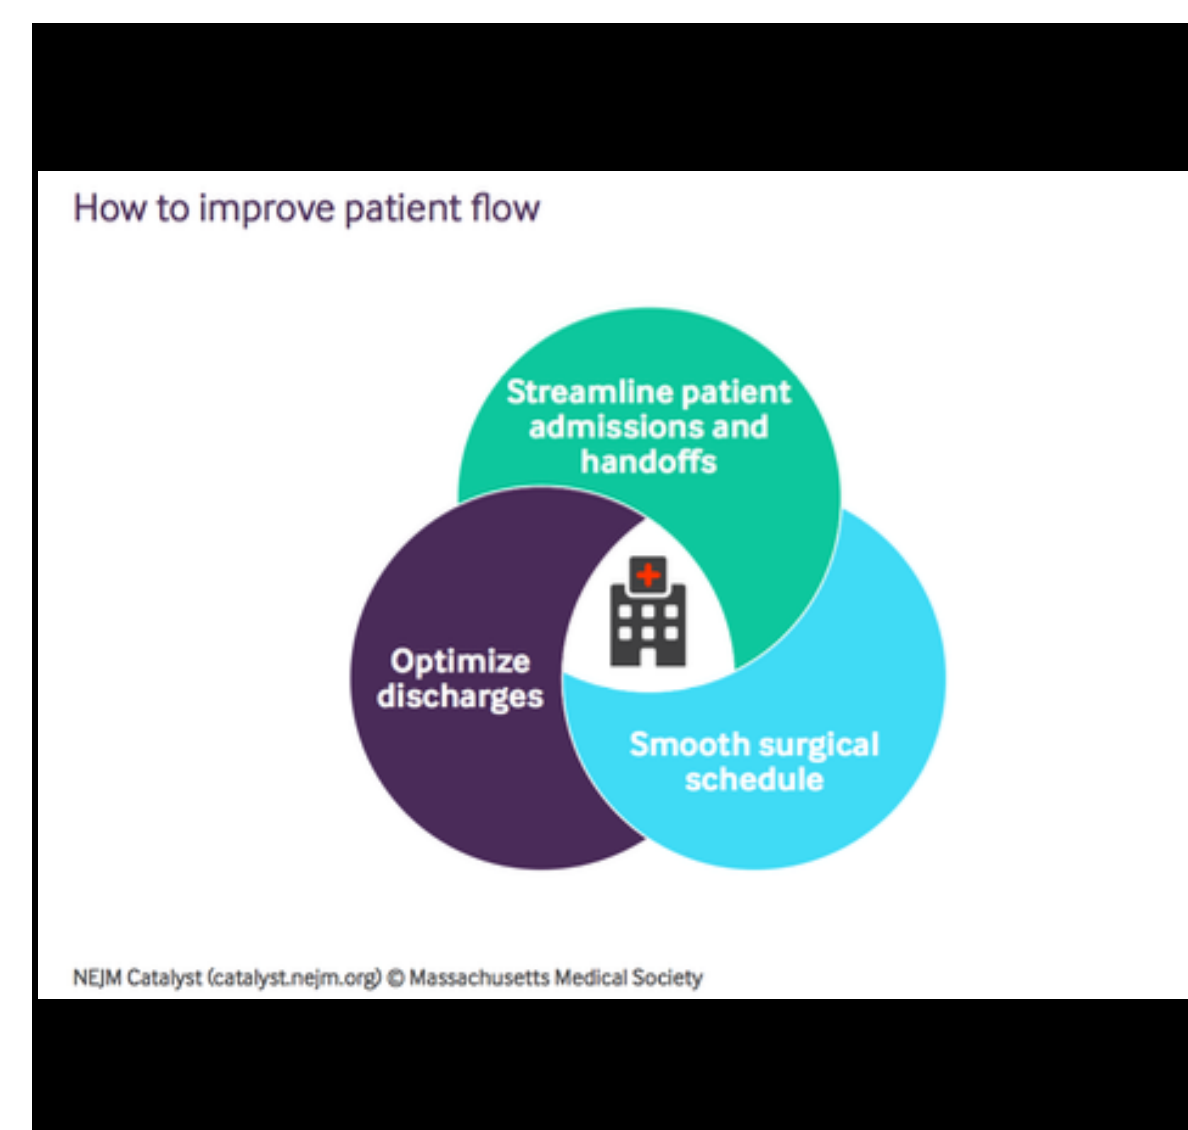 How to improve patient flow
Streamline patient
admissions and
handoffs
Optimize
discharges
Smooth surgical
schedule
NEJM Catalyst (catalyst.nejm.org) © Massachusetts Medical Society